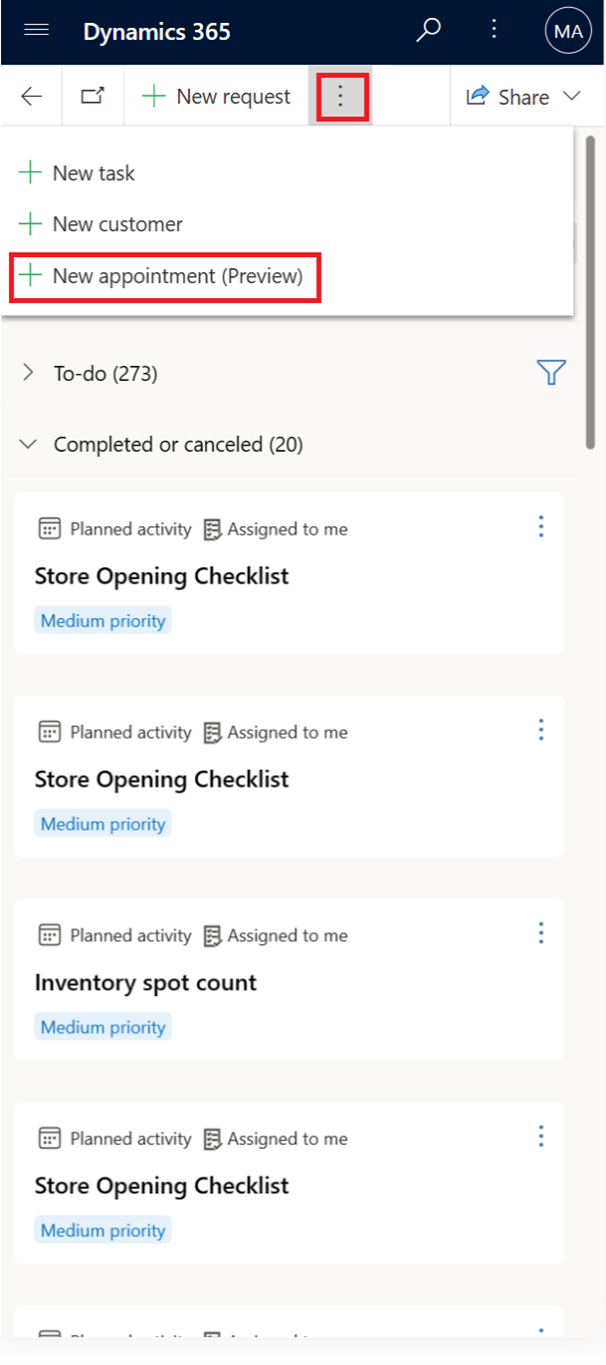 Dynamics 365
MA
New request
Share
New task
New customer
New appointment (Preview)
To-do (273)
Completed or canceled (20)
Planned activity Assigned to me
Store Opening Checklist
Medium priority
Planned activity Assigned to me
Store Opening Checklist
Medium priority
Planned activity Assigned to me
Inventory spot count
Medium priority
Planned activity Assigned to me
Store Opening Checklist
Medium priority